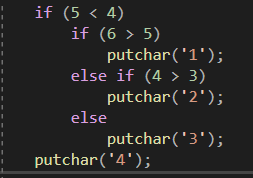 if (5 < 4)
    if (6 > 5)
        putchar('1');
    else if (4 > 3)
        putchar('2');
    else
        putchar('3');
putchar('4');